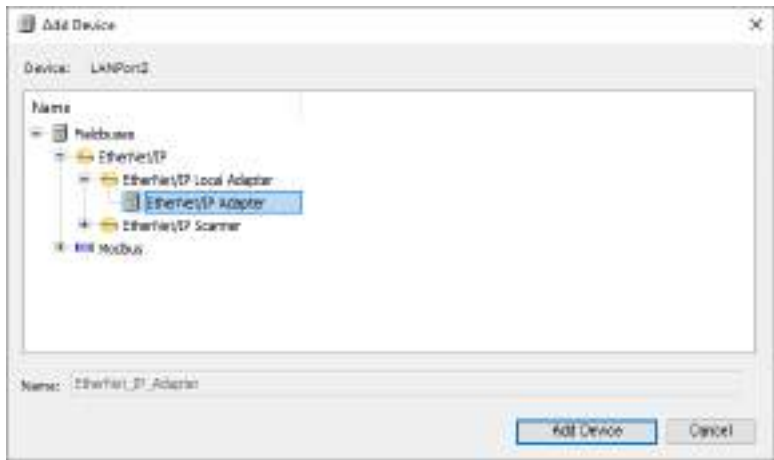 Add Device
Device: LANPort2
Name
Fieldbuses
EtherNet/IP
EtherNet/IP Local Adapter
EtherNet/IP Adapter
EtherNet/IP Scanner
Modbus
Name: EtherNet_IP_Adapter
Add Device Cancel